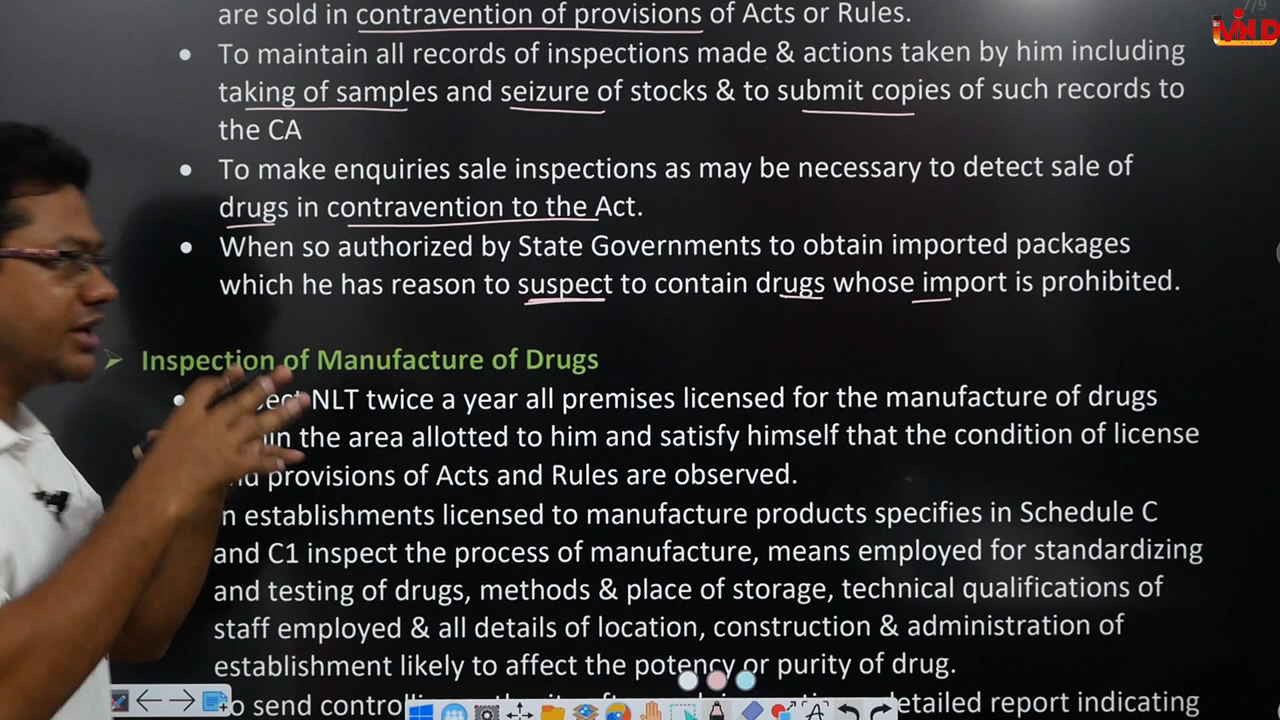 are sold in contravention of provisions of Acts or Rules.
• To maintain all records of inspections made & actions taken by him including
taking of samples and seizure of stocks & to submit copies of such records to
the CA
• To make enquiries sale inspections as may be necessary to detect sale of
drugs in contravention to the Act.
• When so authorized by State Governments to obtain imported packages
which he has reason to suspect to contain drugs whose import is prohibited.
Inspection of Manufacture of Drugs
• NLT twice a year all premises licensed for the manufacture of drugs
the area allotted to him and satisfy himself that the condition of license
provisions of Acts and Rules are observed.
establishments licensed to manufacture products specifies in Schedule C
and C1 inspect the process of manufacture, means employed for standardizing
and testing of drugs, methods & place of storage, technical qualifications of
staff employed & all details of location, construction & administration of
establishment likely to affect the potency or purity of drug.
send detailed report indicating